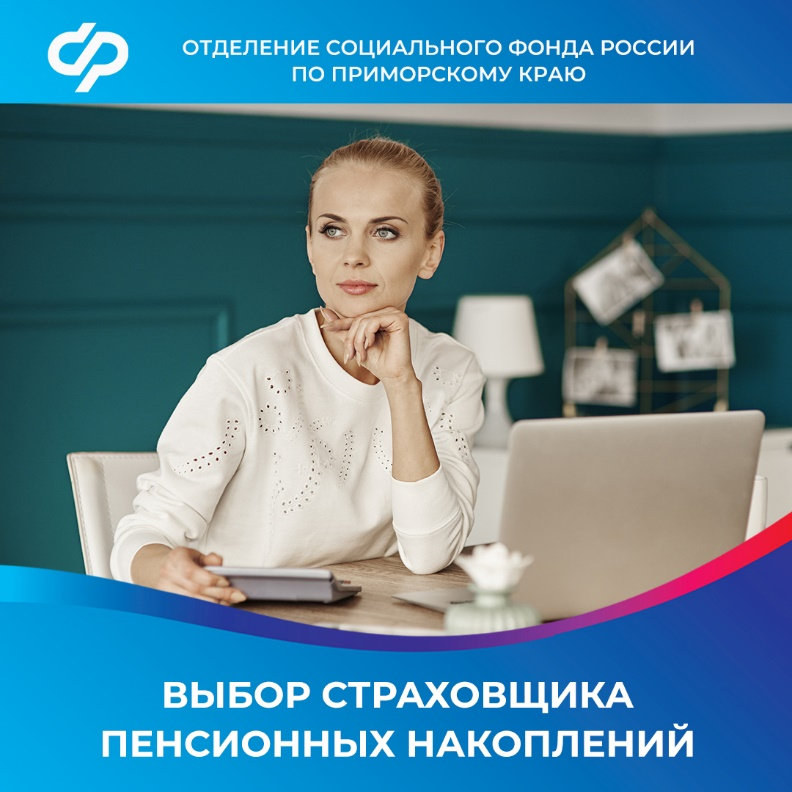 ОТДЕЛЕНИЕ СОЦИАЛЬНОГО ФОНДА РОССИИ
ПО ПРИМОРСКОМУ КРАЮ
ВЫБОР СТРАХОВЩИКА
ПЕНСИОННЫХ НАКОПЛЕНИЙ